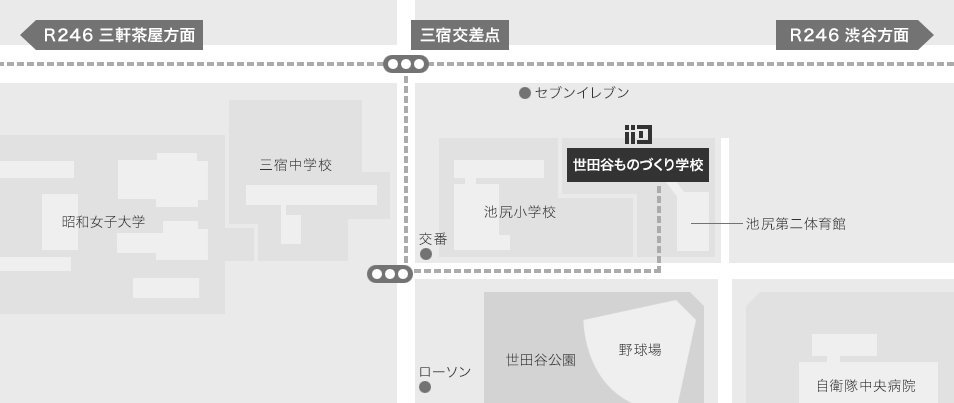 R246 三軒茶屋方面
三宿交差点
R246 渋谷方面
セブンイレブン
IID
世田谷ものづくり学校
三宿中学校
昭和女子大学
池尻小学校
池尻第二体育館
交番
世田谷公園
野球場
ローソン
自衛隊中央病院